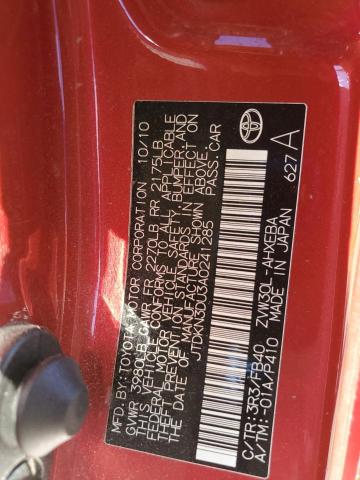 MFD.BY:TOYOTA MOTOR CORPORATION 10/10
GVWR 3980LB GAWR FR 2270LB RR 2175LB
THIS VEHICLE CONFORMS TO ALL APPLICABLE
FEDERAL MOTOR VEHICLE SAFETY, BUMPER, AND
THEFT PREVENTION STANDARDS IN EFFECT ON
THE DATE OF MANUFACTURE SHOWN ABOVE.
JTDKN3DU3A0241285 PASS.CAR
C/TR:3R3/FB40 ZVW30L-AHXEBA
A/TM:-01A/P410 MADE IN JAPAN
627 A